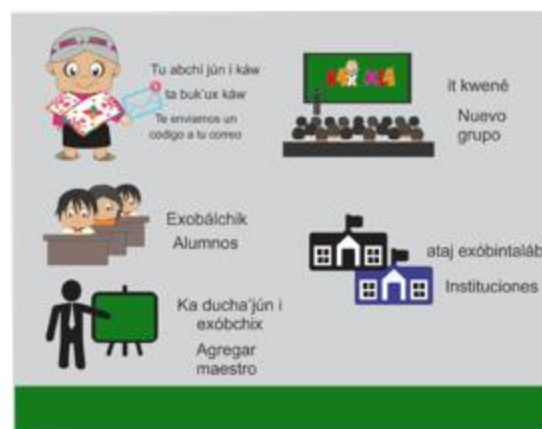 Tu abchí jún i káw
ta buk'ux káw
Te enviamos un
codigo a tu correo
it kwené
Nuevo
grupo
Exobálchik
Alumnos
ataj exóbintaláb
Instituciones
Ka ducha'jún i
exóbchix
Agregar
maestro